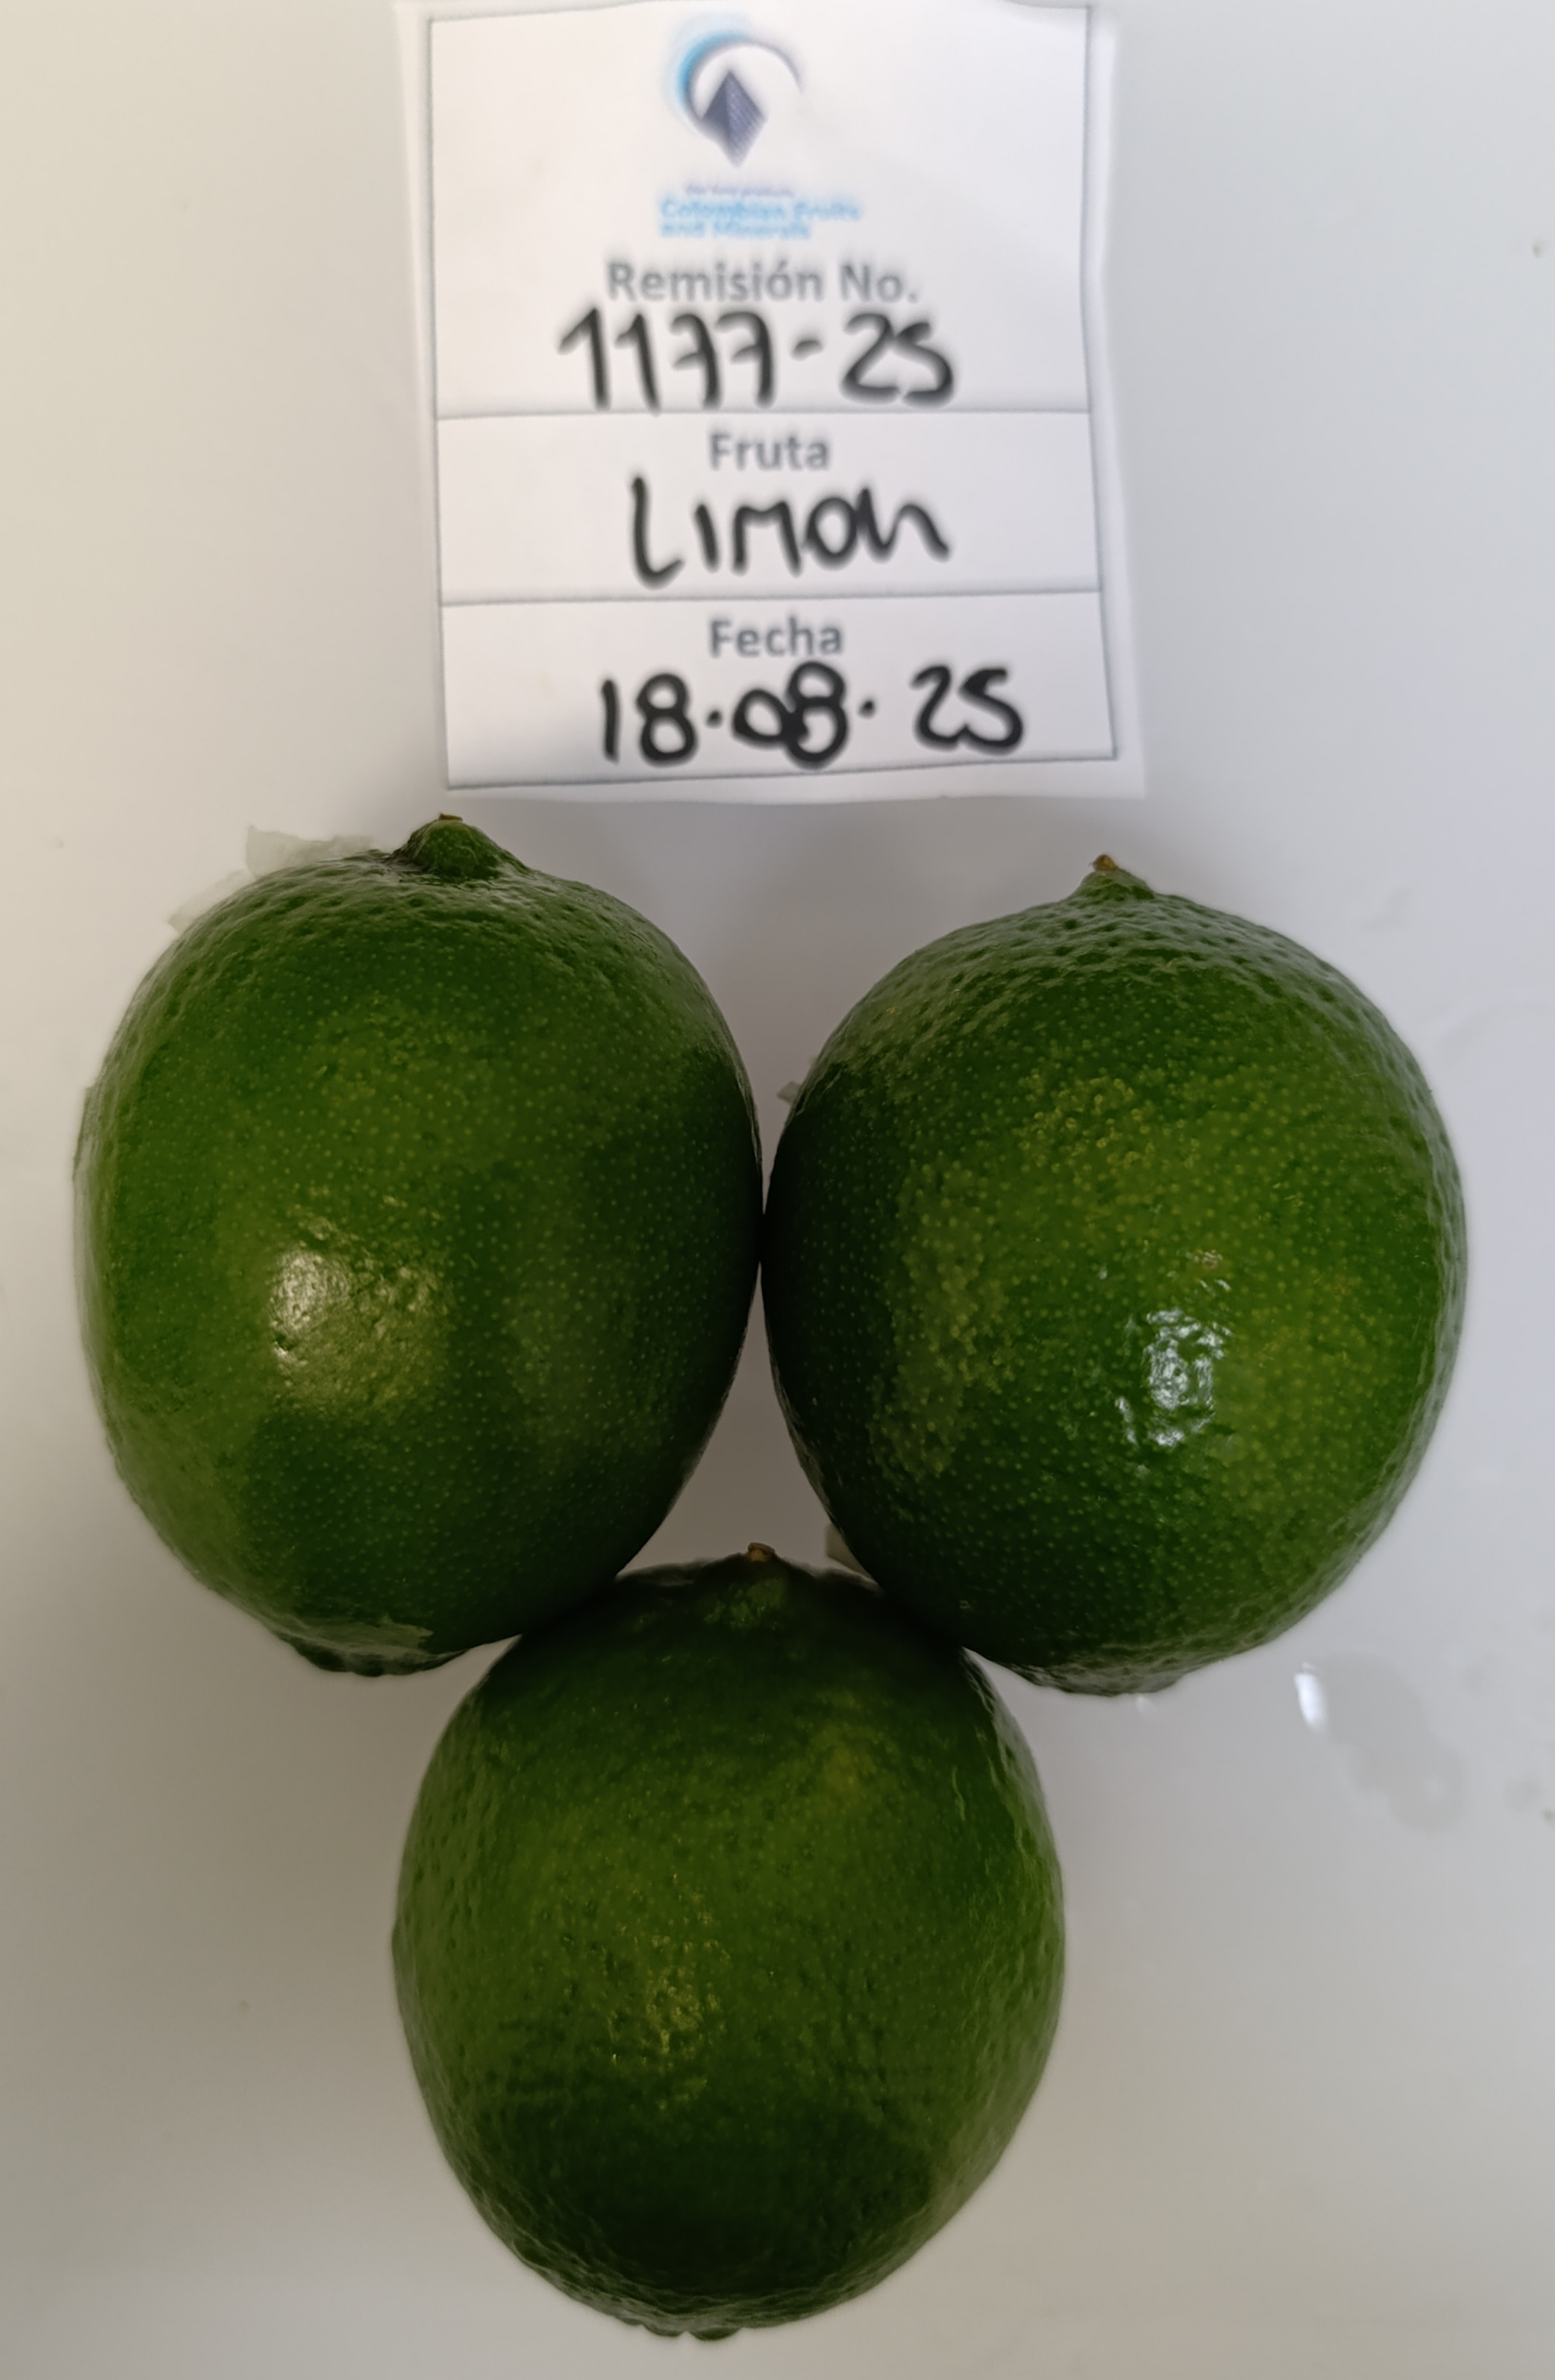 Colombian Fruits
and Minerals
Remisión No.
1177-25
Fruta
Limon
Fecha
18.08.25